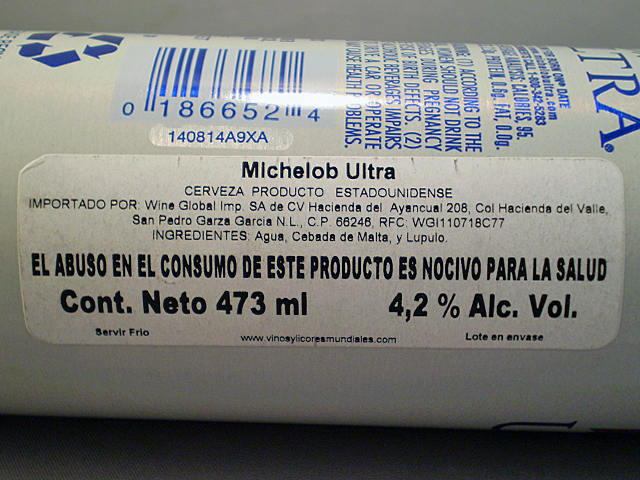 0 186652 4
140814A9XA
ACCORDING TO THE
SHOULD NOT DRINK
DURING PREGNANCY
BIRTH DEFECTS. (2)
BEVERAGES IMPAIRS
A CAR OR OPERATE
HEALTH PROBLEMS.
CALORIES, 95,
PROTEIN, 0.6g, FAT, 0.0g.
TRA
Michelob Ultra
CERVEZA PRODUCTO ESTADOUNIDENSE
IMPORTADO POR: Wine Global Imp. SA de CV Hacienda del Ayancual 208, Col Hacienda del Valle,
San Pedro Garza Garcia N.L., C.P. 66246, RFC: WGI110718C77
INGREDIENTES: Agua, Cebada de Malta, y Lupulo.
EL ABUSO EN EL CONSUMO DE ESTE PRODUCTO ES NOCIVO PARA LA SALUD
Cont. Neto 473 ml 4,2 % Alc. Vol.
Servir Frio www.vinosylicoresmundiales.com Lote en envase